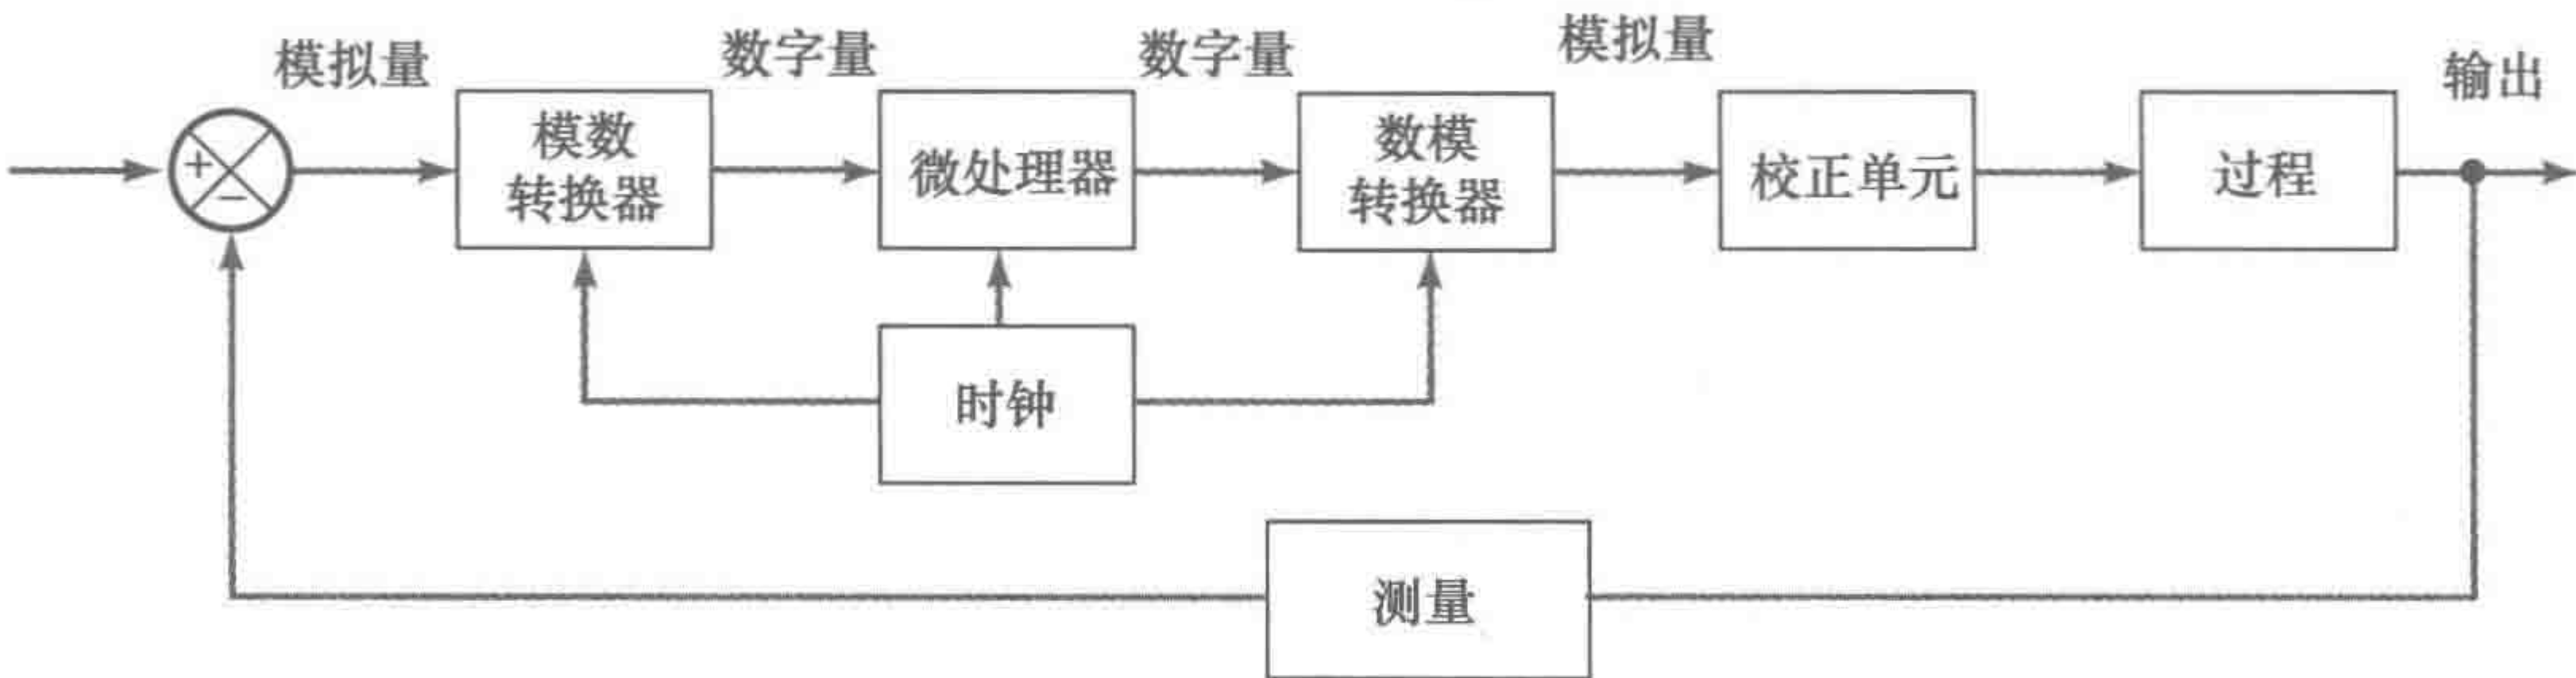 模拟量
数字量
数字量
模拟量
输出
+
−
模数
转换器
微处理器
数模
转换器
校正单元
过程
时钟
测量